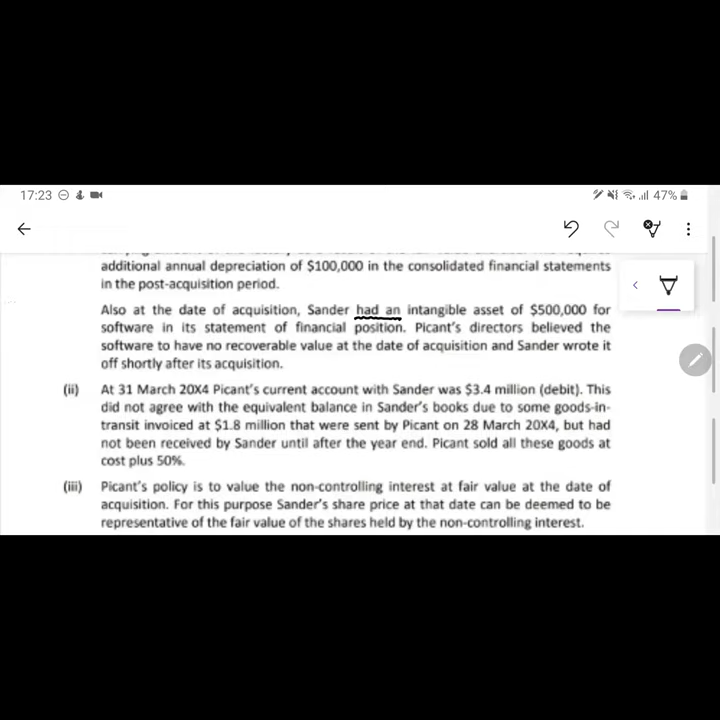 17:23 47%
additional annual depreciation of $100,000 in the consolidated financial statements
in the post-acquisition period.
Also at the date of acquisition, Sander had an intangible asset of $500,000 for
software in its statement of financial position. Picant's directors believed the
software to have no recoverable value at the date of acquisition and Sander wrote it
off shortly after its acquisition.
(ii) At 31 March 20X4 Picant's current account with Sander was $3.4 million (debit). This
did not agree with the equivalent balance in Sander's books due to some goods-in-
transit invoiced at $1.8 million that were sent by Picant on 28 March 20X4, but had
not been received by Sander until after the year end. Picant sold all these goods at
cost plus 50%.
(iii) Picant's policy is to value the non-controlling interest at fair value at the date of
acquisition. For this purpose Sander's share price at that date can be deemed to be
representative of the fair value of the shares held by the non-controlling interest.